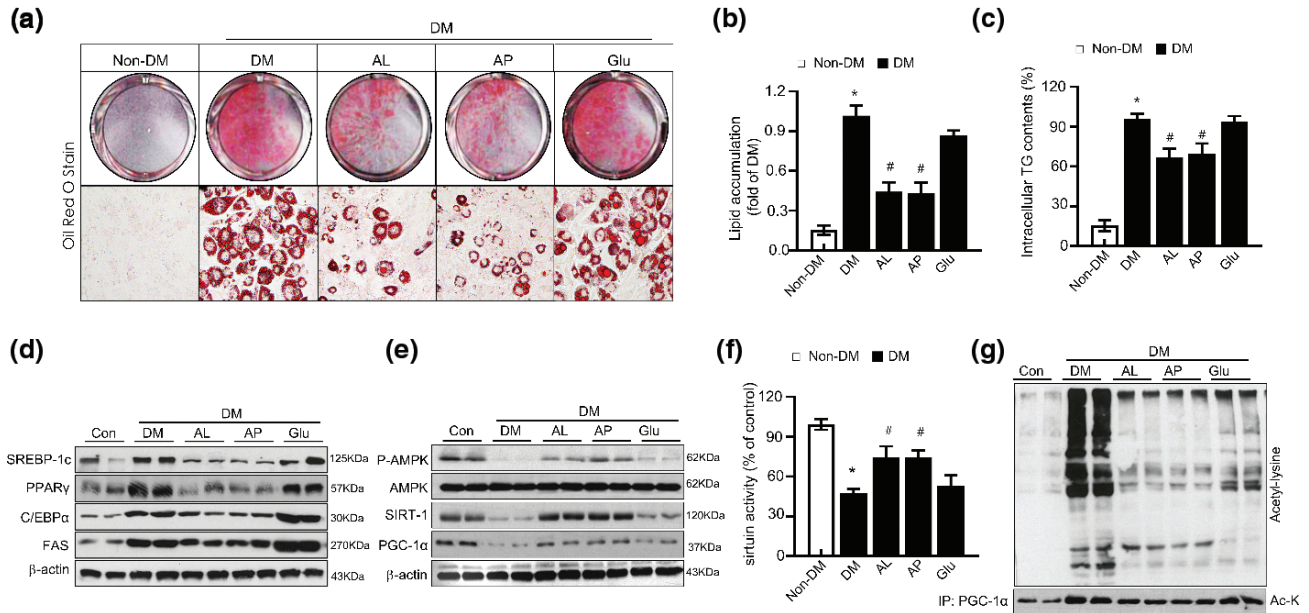 (a)
DM
Non-DM DM AL AP Glu
Oil Red O Stain
(b)
Non-DM DM
Lipid accumulation
(fold of DM)
1.2
0.9
0.6
0.3
0.0
*
#
#
Non-DM DM AL AP Glu
(c)
Non-DM DM
Intracellular TG contents (%)
120
90
60
30
0
*
#
#
Non-DM DM AL AP Glu
(d)
DM
Con DM AL AP Glu
SREBP-1c 125KDa
PPARγ 57KDa
C/EBPα 30KDa
FAS 270KDa
β-actin 43KDa
(e)
DM
Con DM AL AP Glu
P-AMPK 62KDa
AMPK 62KDa
SIRT-1 120KDa
PGC-1α 37KDa
β-actin 43KDa
(f)
Non-DM DM
sirtuin activity (% of control)
120
90
60
30
0
*
#
#
Non-DM DM AL AP Glu
(g)
DM
Con DM AL AP Glu
Acetyl-lysine
IP: PGC-1α Ac-K